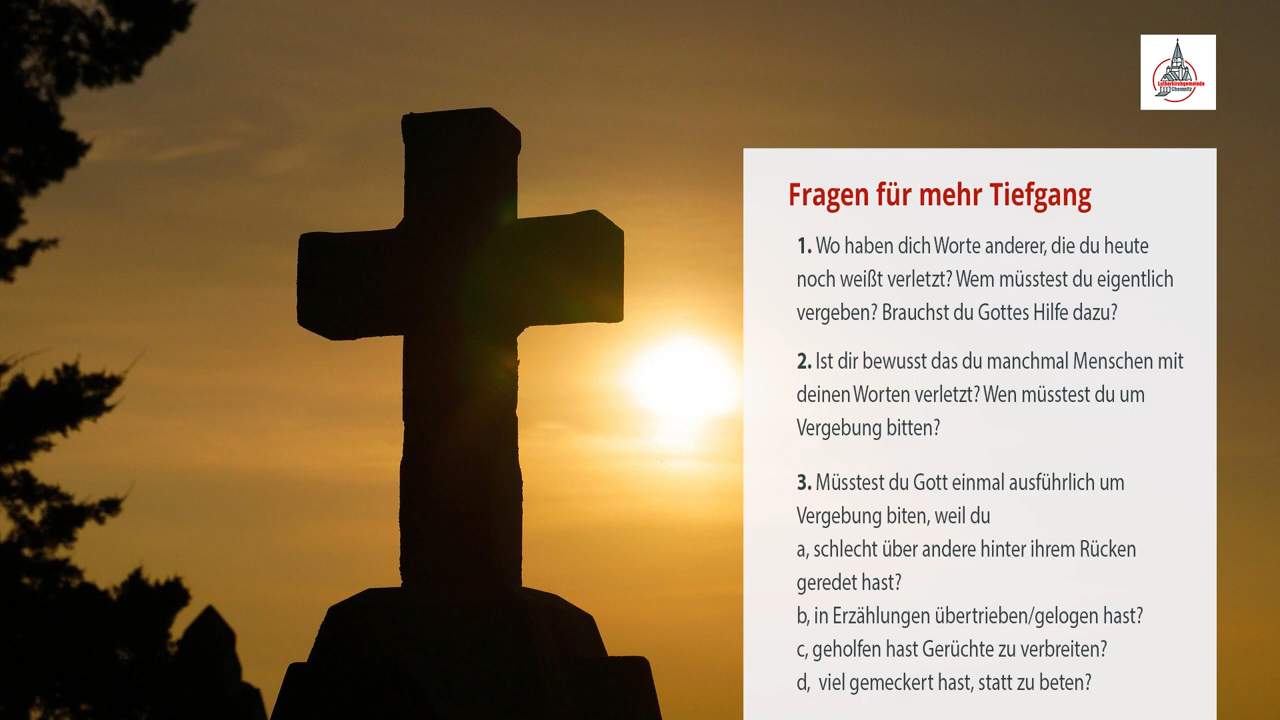 Lutherkirchgemeinde
Chemnitz
Fragen für mehr Tiefgang
1. Wo haben dich Worte anderer, die du heute
noch weißt verletzt? Wem müsstest du eigentlich
vergeben? Brauchst du Gottes Hilfe dazu?
2. Ist dir bewusst das du manchmal Menschen mit
deinen Worten verletzt? Wen müsstest du um
Vergebung bitten?
3. Müsstest du Gott einmal ausführlich um
Vergebung biten, weil du
a, schlecht über andere hinter ihrem Rücken
geredet hast?
b, in Erzählungen übertrieben/gelogen hast?
c, geholfen hast Gerüchte zu verbreiten?
d, viel gemeckert hast, statt zu beten?